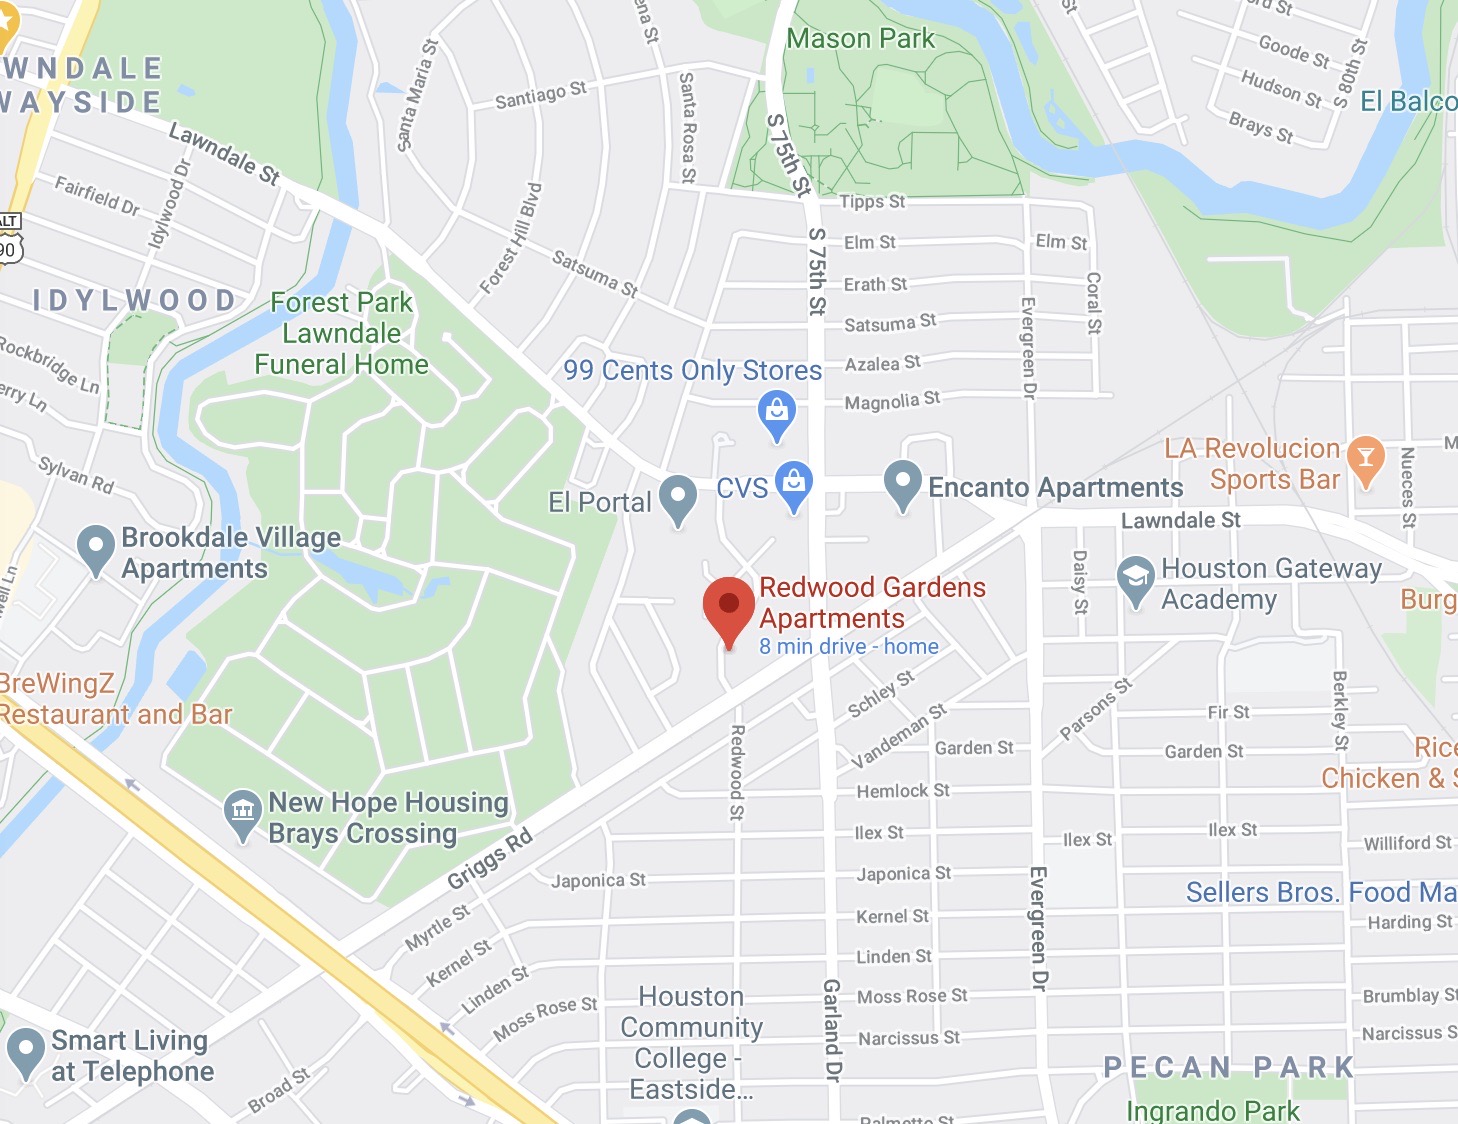 WNDALE
WAYSIDE
ALT
90
Lawndale St
Fairfield Dr
Idylwood Dr
IDYLWOOD
Santa Maria St
Santiago St
ena St
Santa Rosa St
Forest Hill Blvd
Satsuma St
Mason Park
S 75th St
S 75th St
St
ord St
Goode St
Hudson St
Brays St
S 80th St
El Balco
Tipps St
Elm St
Elm St
Erath St
Satsuma St
Azalea St
Magnolia St
Evergreen Dr
Coral St
Forest Park
Lawndale
Funeral Home
Rockbridge Ln
erry Ln
Sylvan Rd
99 Cents Only Stores
El Portal
CVS
Encanto Apartments
LA Revolucion
Sports Bar
M
Nueces St
Lawndale St
Brookdale Village
Apartments
well Ln
Redwood Gardens
Apartments
8 min drive - home
Daisy St
Houston Gateway
Academy
Burg
BreWingZ
Restaurant and Bar
Schley St
Vandeman St
Parsons St
Berkley St
Fir St
Garden St
Garden St
Rice
Chicken & S
Redwood St
Hemlock St
New Hope Housing
Brays Crossing
Griggs Rd
Ilex St
Ilex St
Ilex St
Williford St
Japonica St
Japonica St
Evergreen Dr
Sellers Bros. Food Ma
Myrtle St
Kernel St
Kernel St
Harding St
Linden St
Linden St
Moss Rose St
Moss Rose St
Brumblay St
Houston
Community
College -
Eastside...
Garland Dr
Narcissus St
Narcissus S
Smart Living
at Telephone
Broad St
PECAN PARK
Ingrando Park
Palmetto St